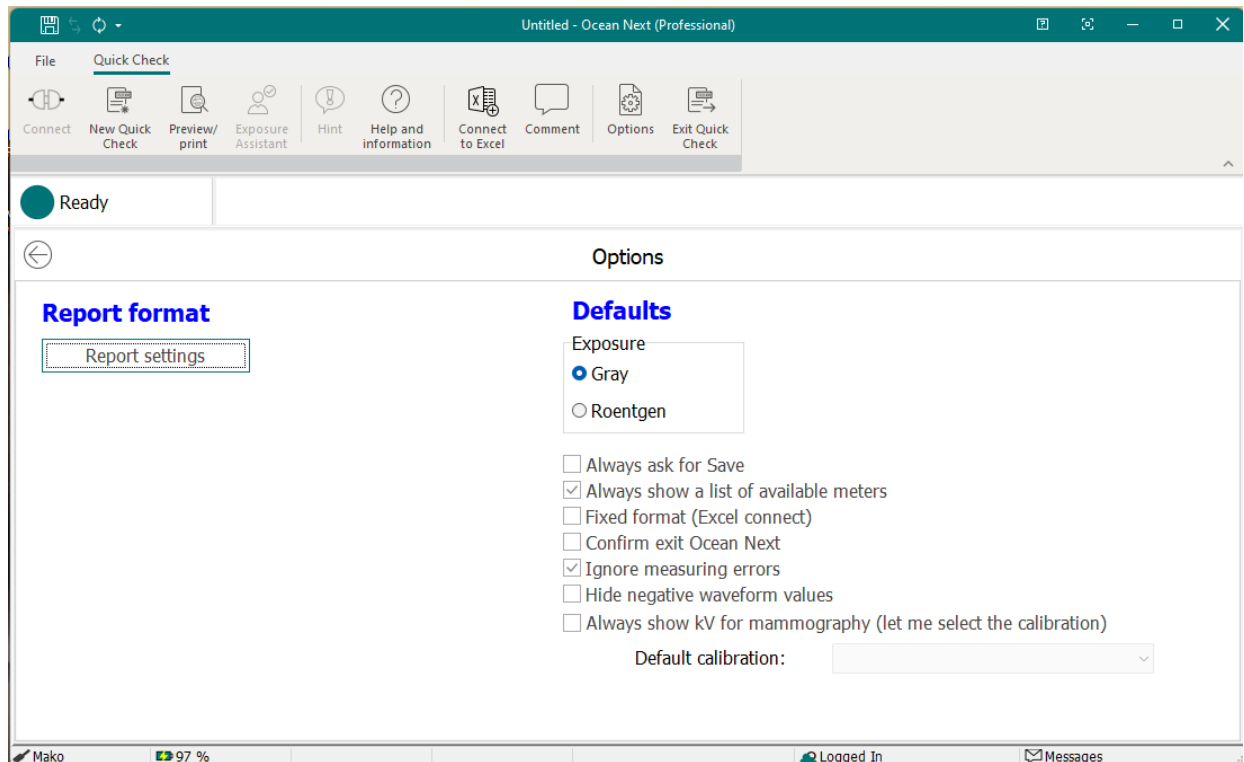 Untitled - Ocean Next (Professional)
File Quick Check
Connect
New Quick Check
Preview/ print
Exposure Assistant
Hint
Help and information
Connect to Excel
Comment
Options
Exit Quick Check
Ready
Options
Report format
Report settings
Defaults
Exposure
Gray
Roentgen
Always ask for Save
Always show a list of available meters
Fixed format (Excel connect)
Confirm exit Ocean Next
Ignore measuring errors
Hide negative waveform values
Always show kV for mammography (let me select the calibration)
Default calibration:
Mako 97 % Logged In Messages